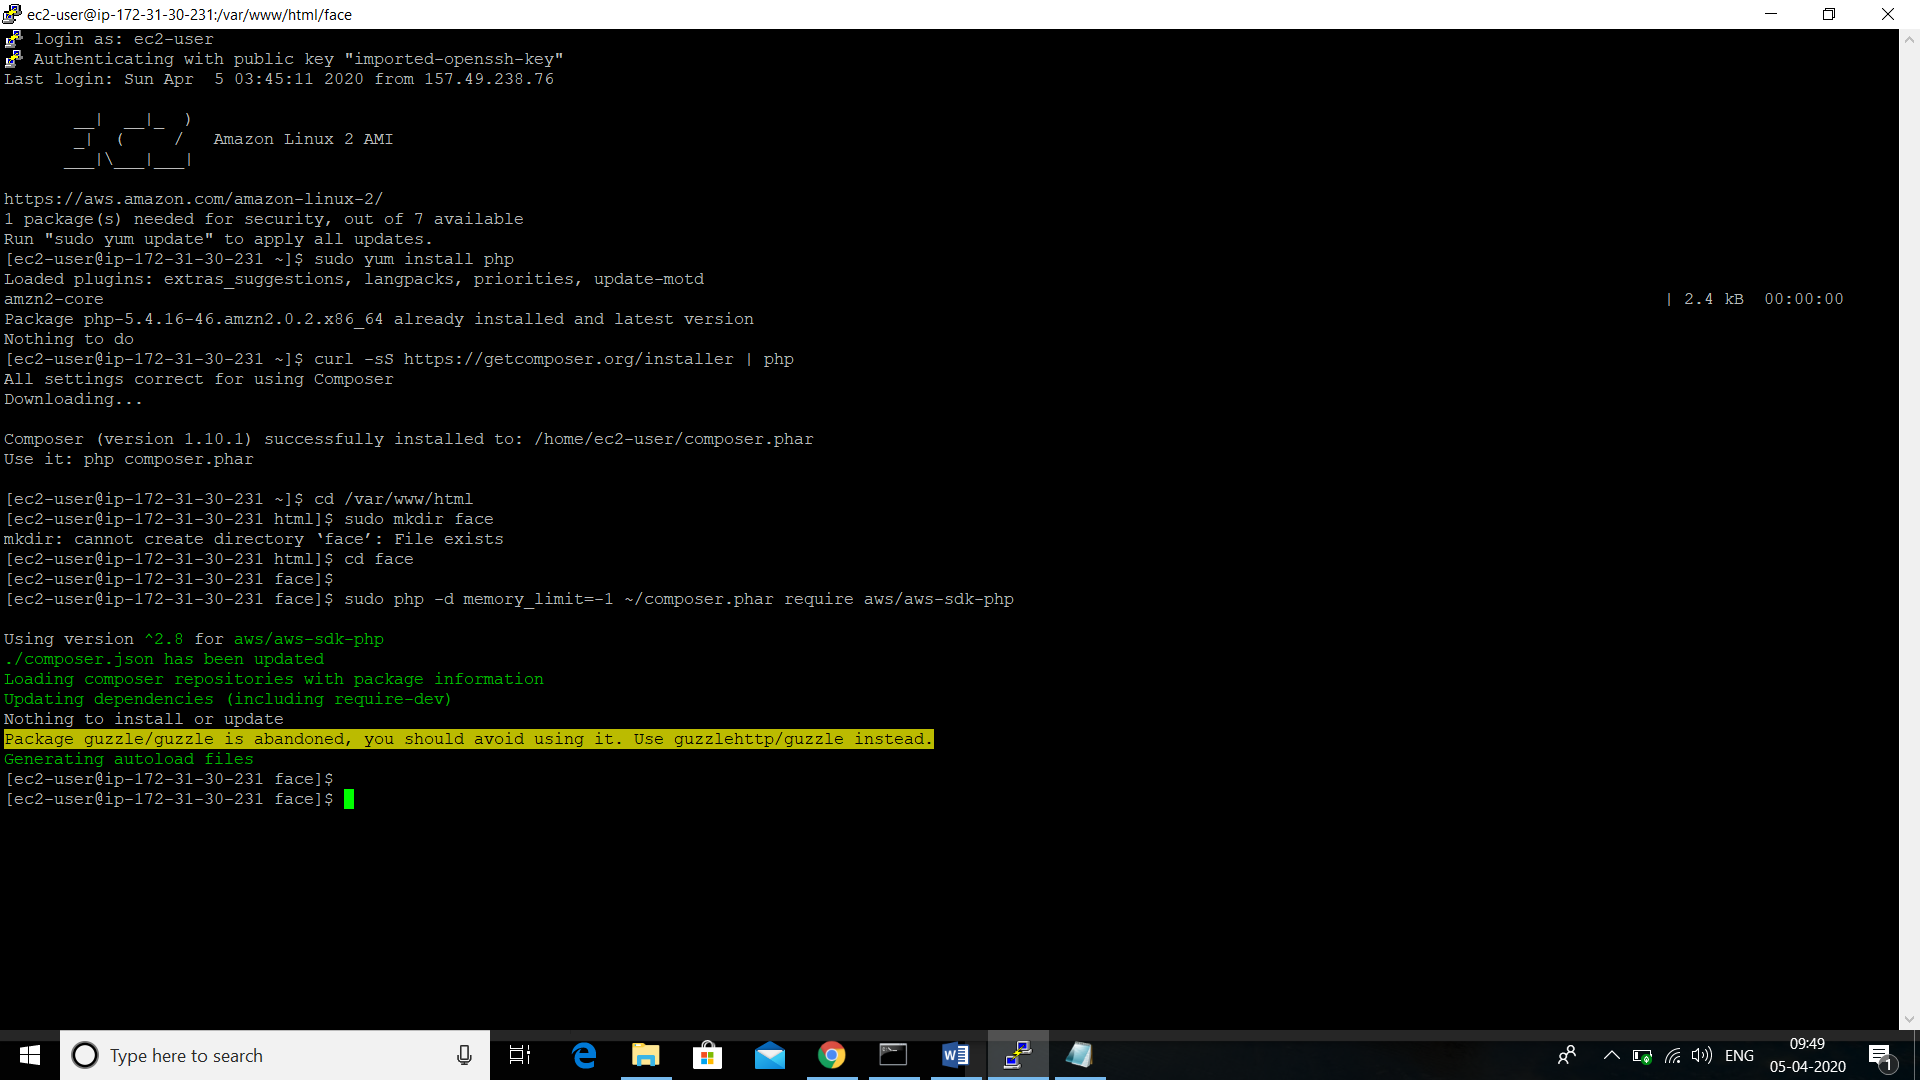 ec2-user@ip-172-31-30-231:/var/www/html/face
login as: ec2-user
Authenticating with public key "imported-openssh-key"
Last login: Sun Apr  5 03:45:11 2020 from 157.49.238.76
       __|  __|_  )
       _|  (     /   Amazon Linux 2 AMI
      ___|\___|___|
https://aws.amazon.com/amazon-linux-2/
1 package(s) needed for security, out of 7 available
Run "sudo yum update" to apply all updates.
[ec2-user@ip-172-31-30-231 ~]$ sudo yum install php
Loaded plugins: extras_suggestions, langpacks, priorities, update-motd
amzn2-core | 2.4 kB  00:00:00
Package php-5.4.16-46.amzn2.0.2.x86_64 already installed and latest version
Nothing to do
[ec2-user@ip-172-31-30-231 ~]$ curl -sS https://getcomposer.org/installer | php
All settings correct for using Composer
Downloading...
Composer (version 1.10.1) successfully installed to: /home/ec2-user/composer.phar
Use it: php composer.phar
[ec2-user@ip-172-31-30-231 ~]$ cd /var/www/html
[ec2-user@ip-172-31-30-231 html]$ sudo mkdir face
mkdir: cannot create directory ‘face’: File exists
[ec2-user@ip-172-31-30-231 html]$ cd face
[ec2-user@ip-172-31-30-231 face]$
[ec2-user@ip-172-31-30-231 face]$ sudo php -d memory_limit=-1 ~/composer.phar require aws/aws-sdk-php
Using version ^2.8 for aws/aws-sdk-php
./composer.json has been updated
Loading composer repositories with package information
Updating dependencies (including require-dev)
Nothing to install or update
Package guzzle/guzzle is abandoned, you should avoid using it. Use guzzlehttp/guzzle instead.
Generating autoload files
[ec2-user@ip-172-31-30-231 face]$
[ec2-user@ip-172-31-30-231 face]$
Type here to search
ENG
09:49
05-04-2020
1